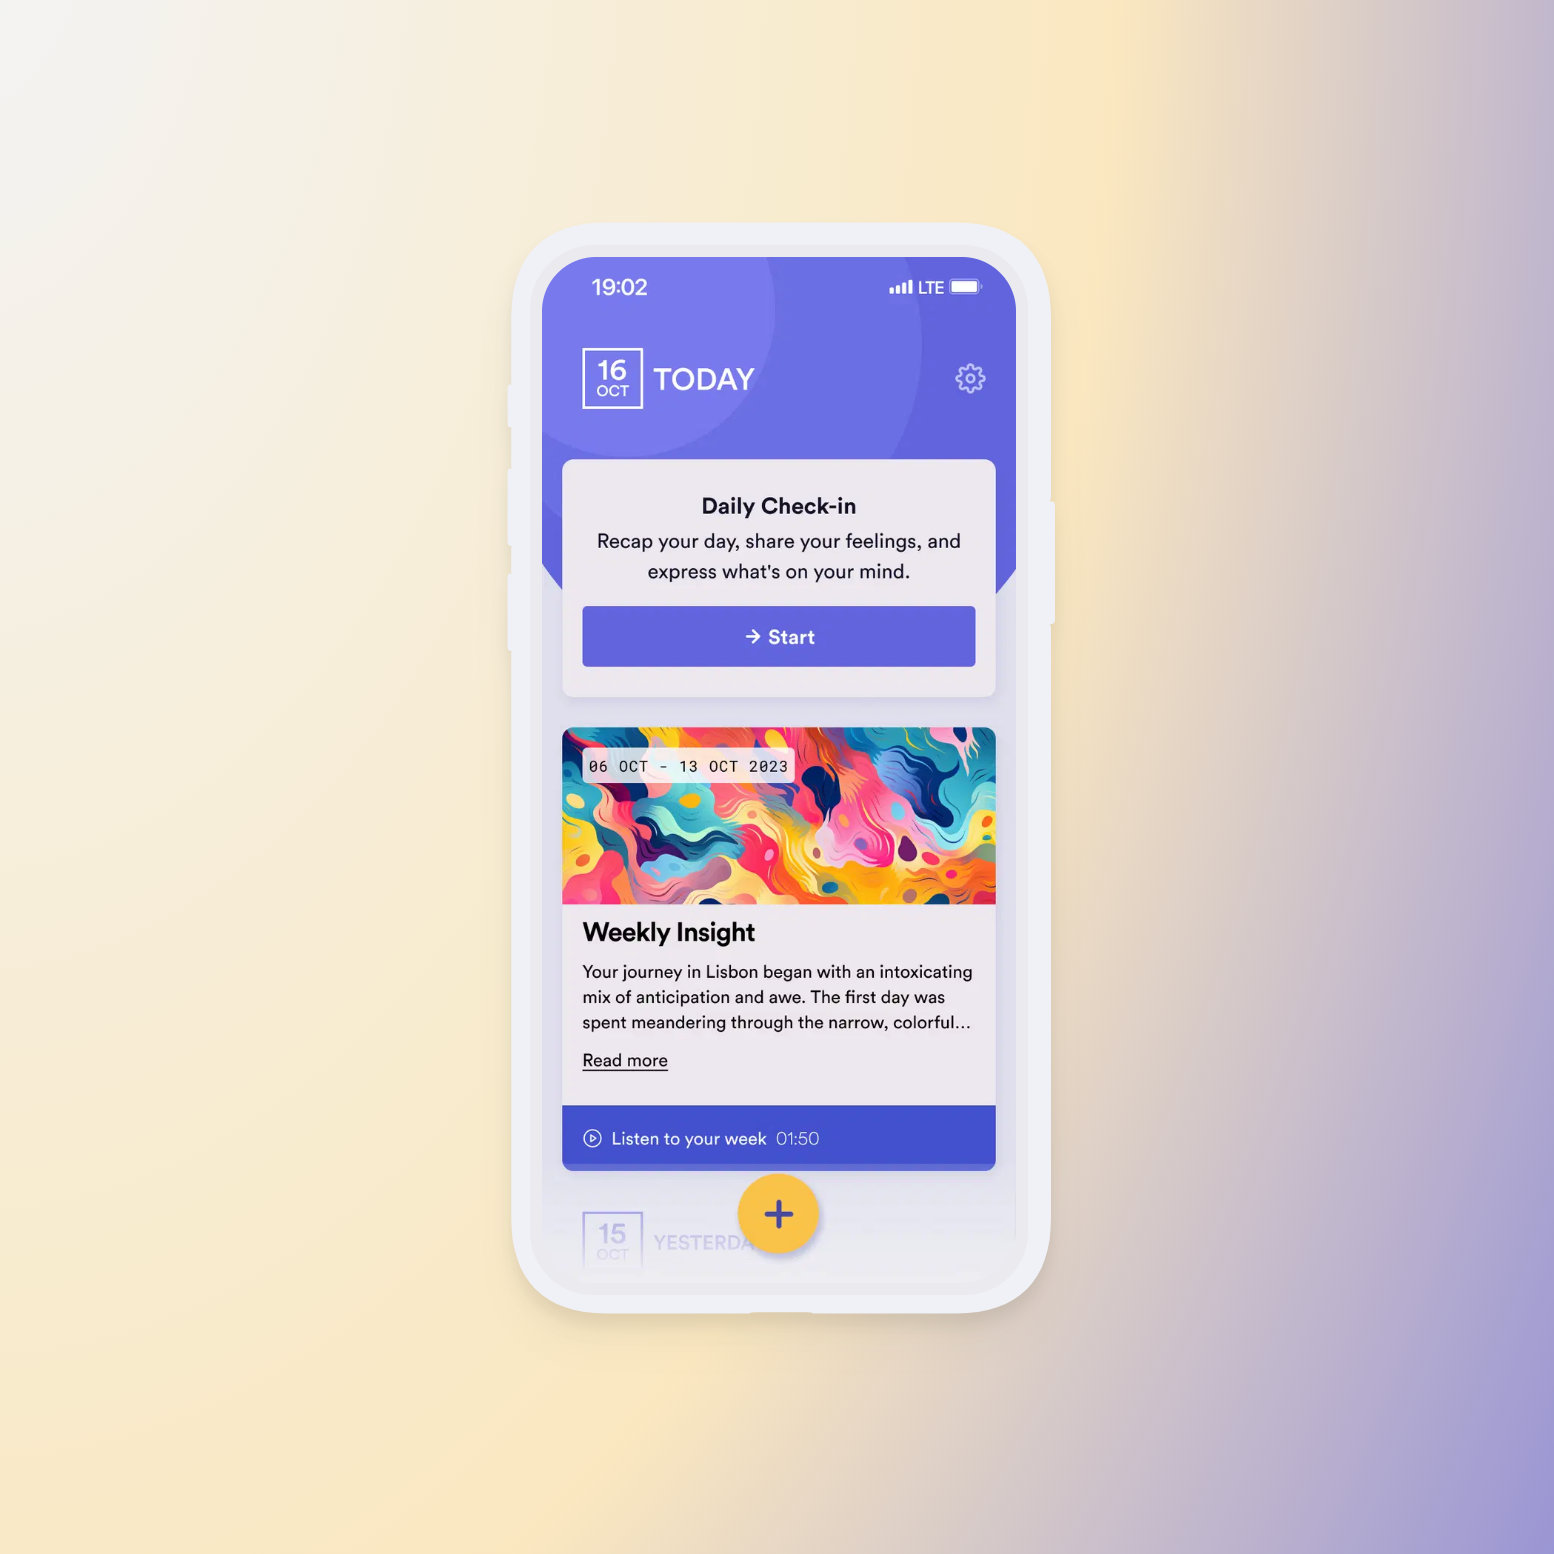 19:02 LTE
16
OCT
TODAY
Daily Check-in
Recap your day, share your feelings, and
express what's on your mind.
→ Start
06 OCT - 13 OCT 2023
Weekly Insight
Your journey in Lisbon began with an intoxicating
mix of anticipation and awe. The first day was
spent meandering through the narrow, colorful...
Read more
Listen to your week 01:50
15
OCT
YESTERDA